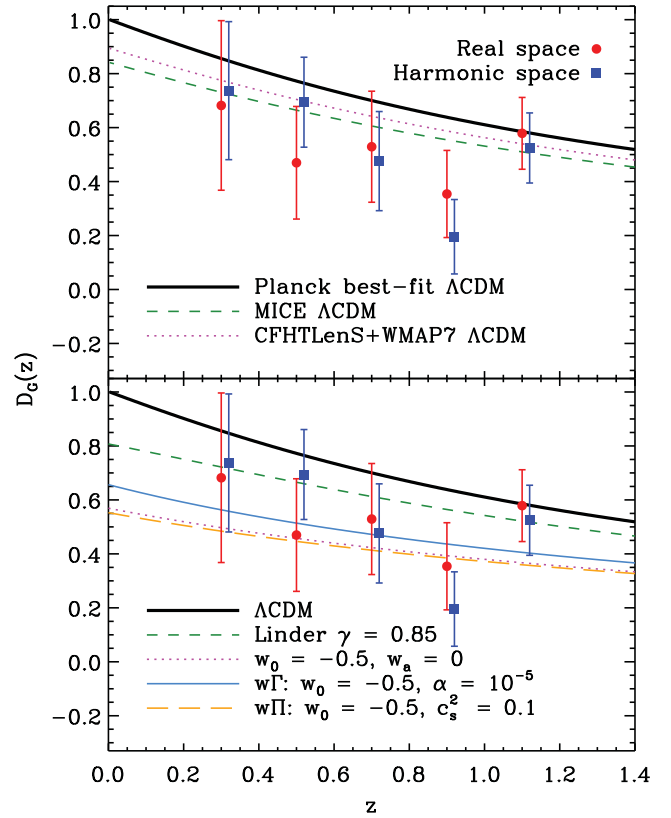 1.0
Real space
Harmonic space
0.8
0.6
0.4
0.2
0.0
Planck best-fit ΛCDM
MICE ΛCDM
CFHTLenS+WMAP7 ΛCDM
−0.2
D_G(z)
1.0
0.8
0.6
0.4
0.2
ΛCDM
Linder γ = 0.85
0.0
w₀ = −0.5, wₐ = 0
wΓ: w₀ = −0.5, α = 10⁻⁵
wΠ: w₀ = −0.5, c_s² = 0.1
−0.2
0.0 0.2 0.4 0.6 0.8 1.0 1.2 1.4
z